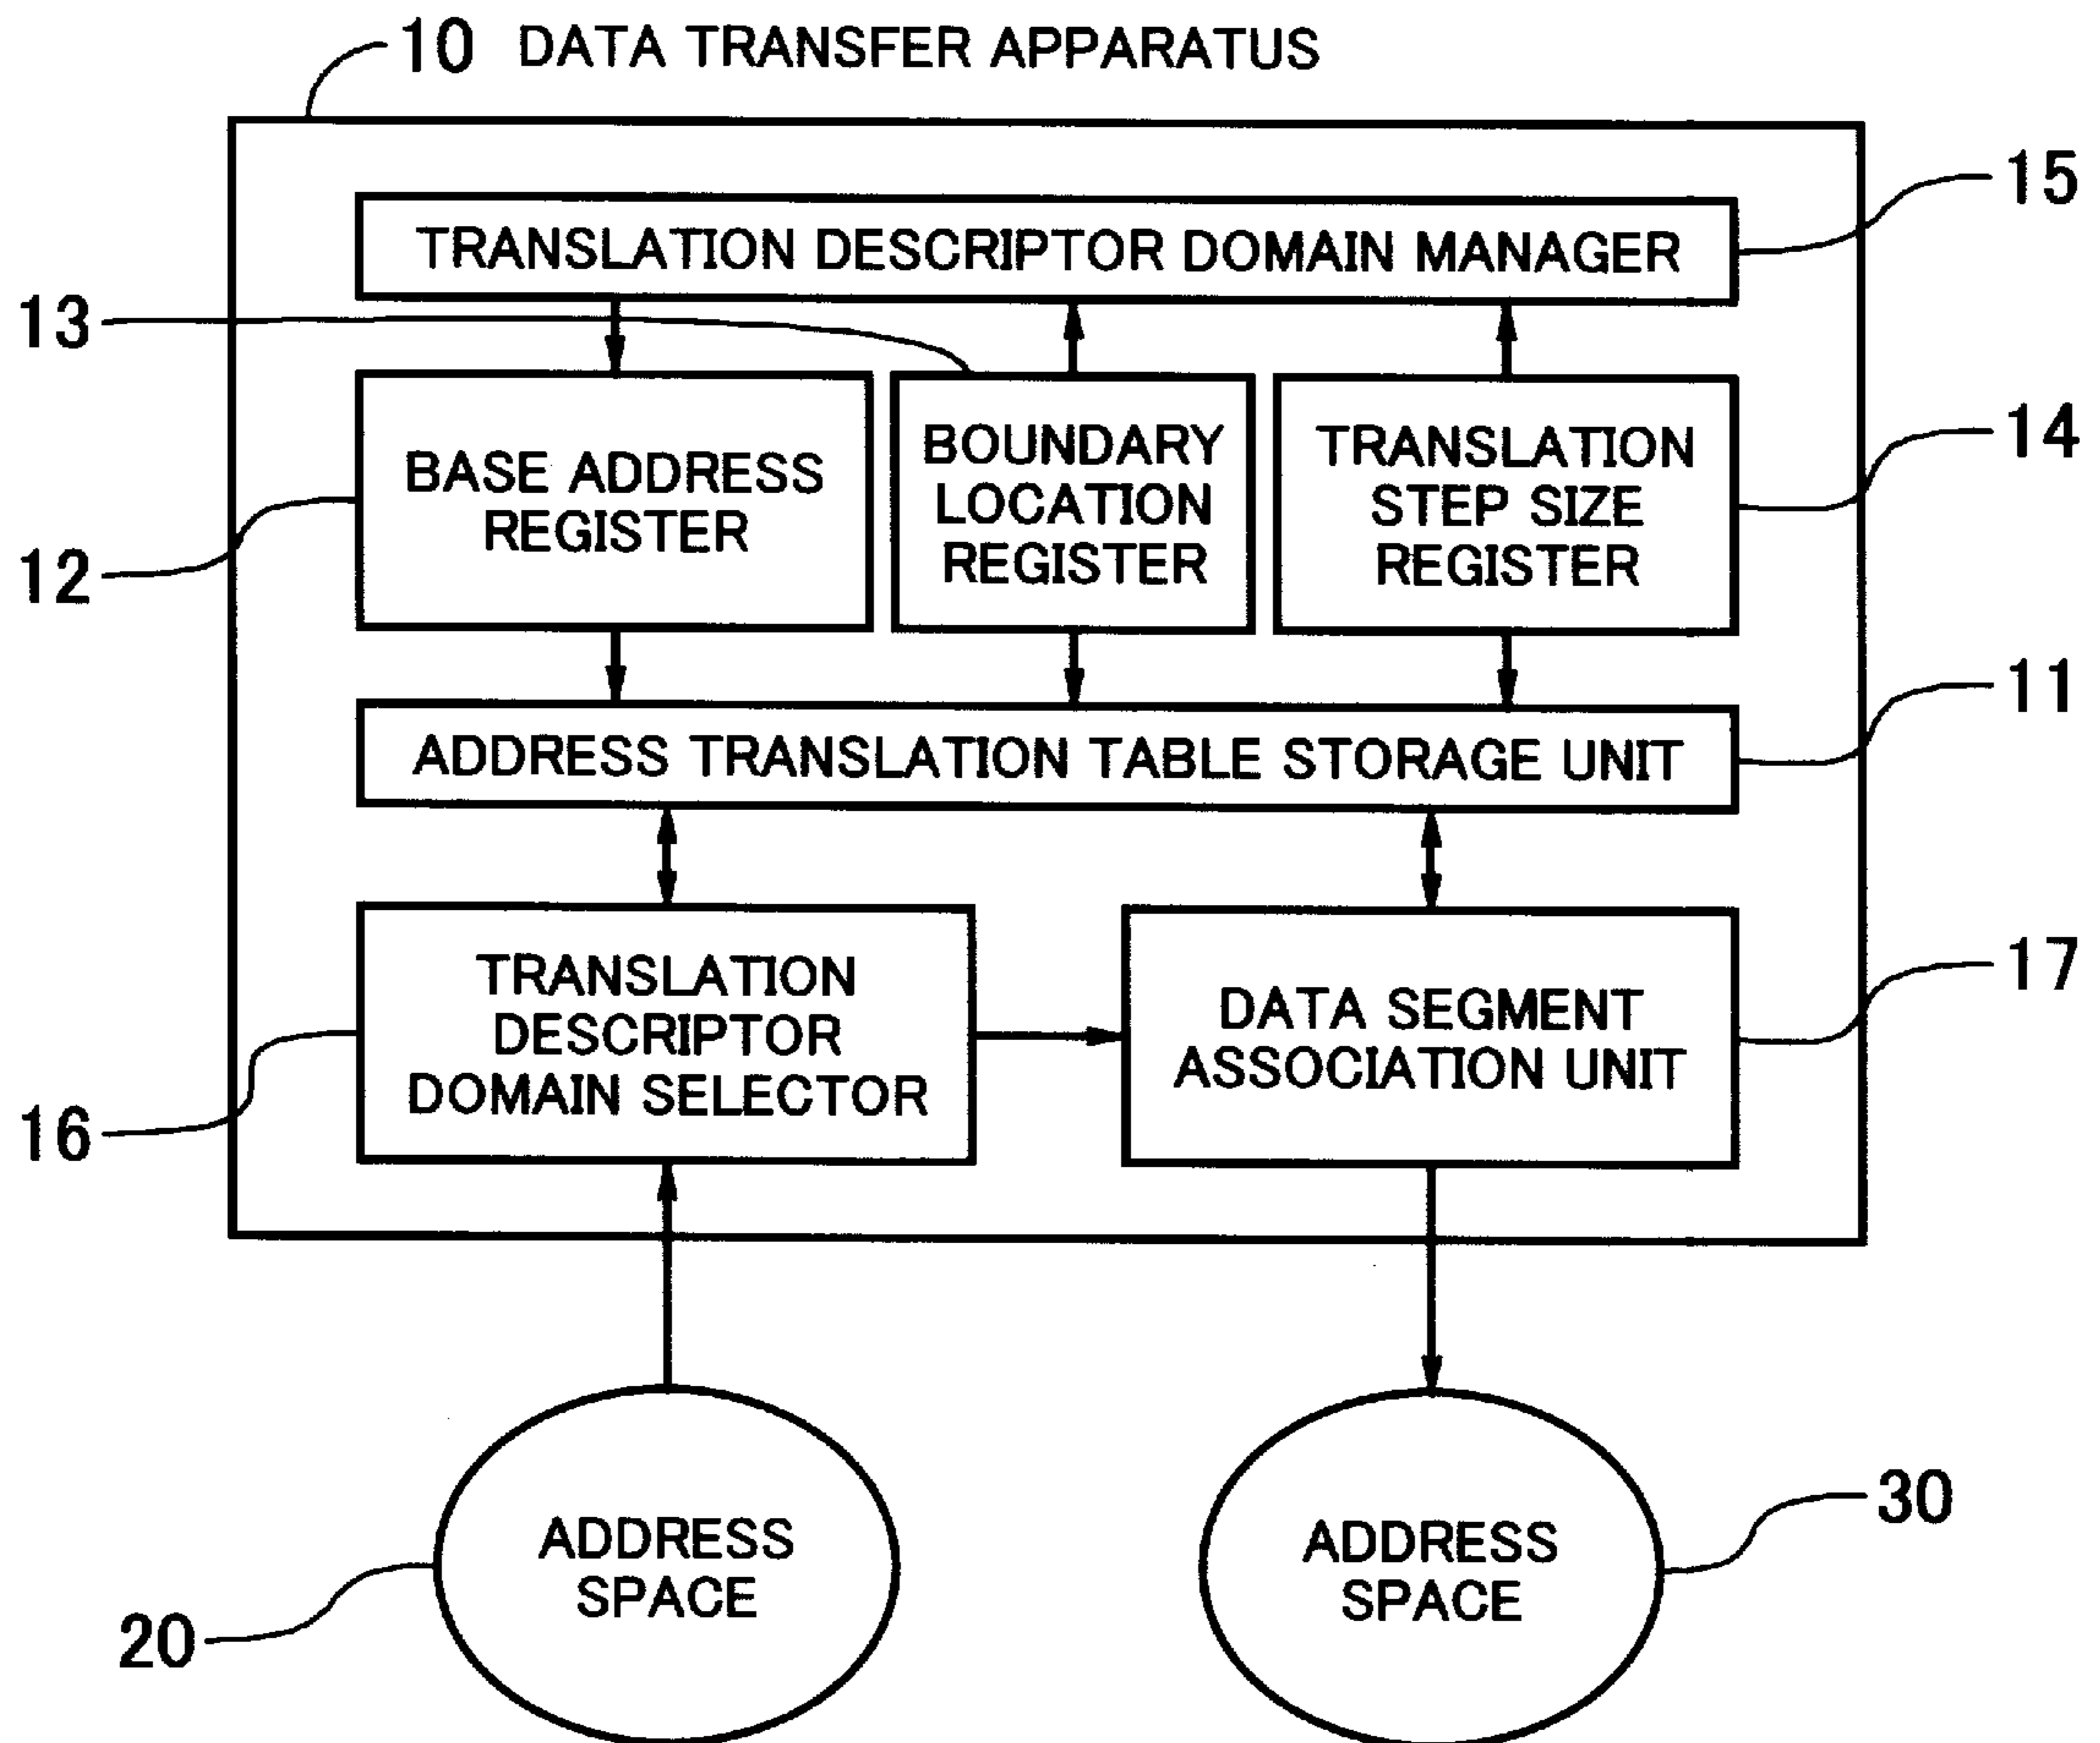 10 DATA TRANSFER APPARATUS
15
TRANSLATION DESCRIPTOR DOMAIN MANAGER
13
BASE ADDRESS
REGISTER
12
BOUNDARY
LOCATION
REGISTER
TRANSLATION
STEP SIZE
REGISTER
14
11
ADDRESS TRANSLATION TABLE STORAGE UNIT
TRANSLATION
DESCRIPTOR
DOMAIN SELECTOR
16
DATA SEGMENT
ASSOCIATION UNIT
17
ADDRESS
SPACE
20
ADDRESS
SPACE
30